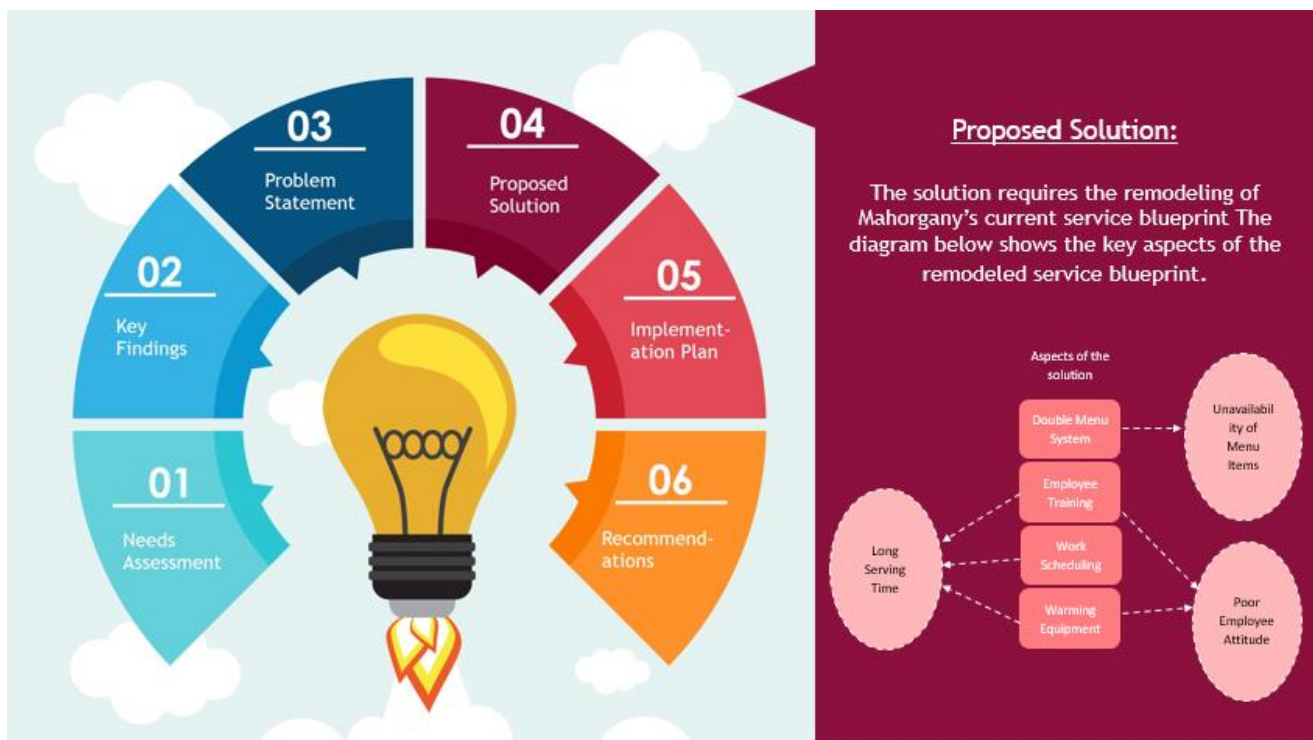 01
Needs
Assessment
02
Key
Findings
03
Problem
Statement
04
Proposed
Solution
05
Implement-
ation Plan
06
Recommend-
ations
Proposed Solution:
The solution requires the remodeling of
Mahorgany’s current service blueprint The
diagram below shows the key aspects of the
remodeled service blueprint.
Aspects of the
solution
Double Menu
System
Employee
Training
Work
Scheduling
Warming
Equipment
Long
Serving
Time
Unavailabil
ity of
Menu
Items
Poor
Employee
Attitude